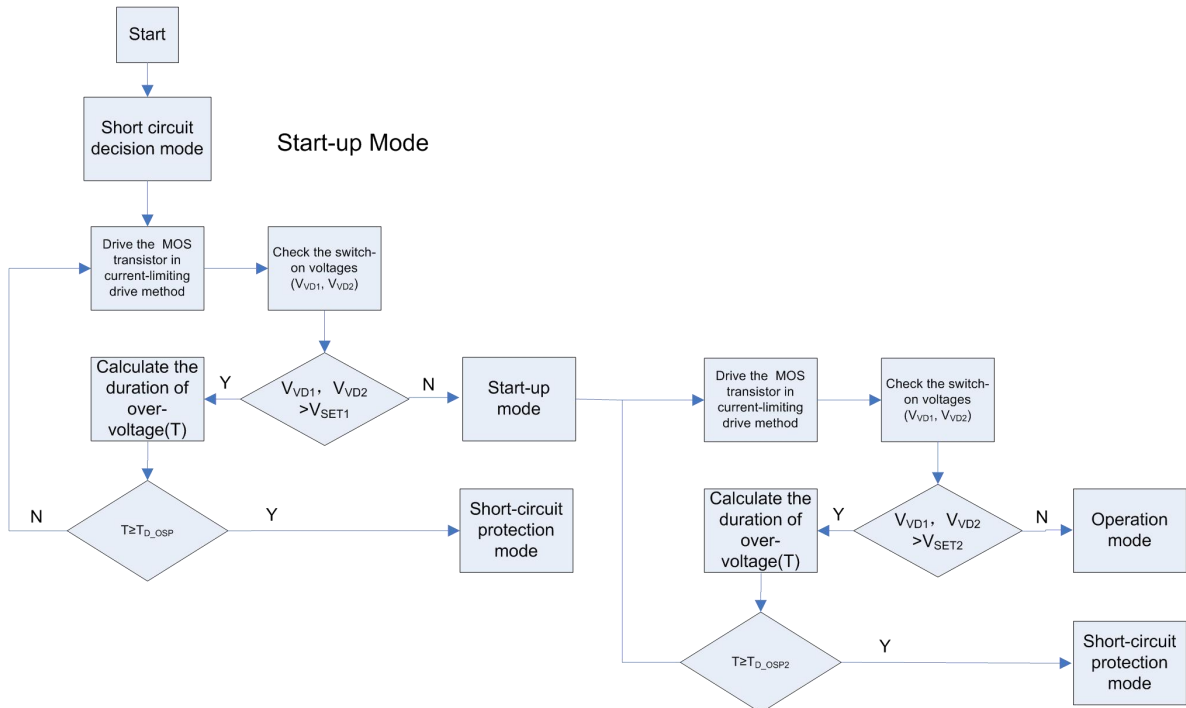 Start
Short circuit
decision mode
Start-up Mode
Drive the MOS
transistor in
current-limiting
drive method
Check the switch-
on voltages
(VVD1, VVD2)
Calculate the
duration of
over-
voltage(T)
Y
VVD1, VVD2
>VSET1
N
Start-up
mode
Drive the MOS
transistor in
current-limiting
drive method
Check the switch-
on voltages
(VVD1, VVD2)
N
T≥TD_OSP
Y
Short-circuit
protection
mode
Calculate the
duration of
over-
voltage(T)
Y
VVD1, VVD2
>VSET2
N
Operation
mode
T≥TD_OSP2
Y
Short-circuit
protection
mode